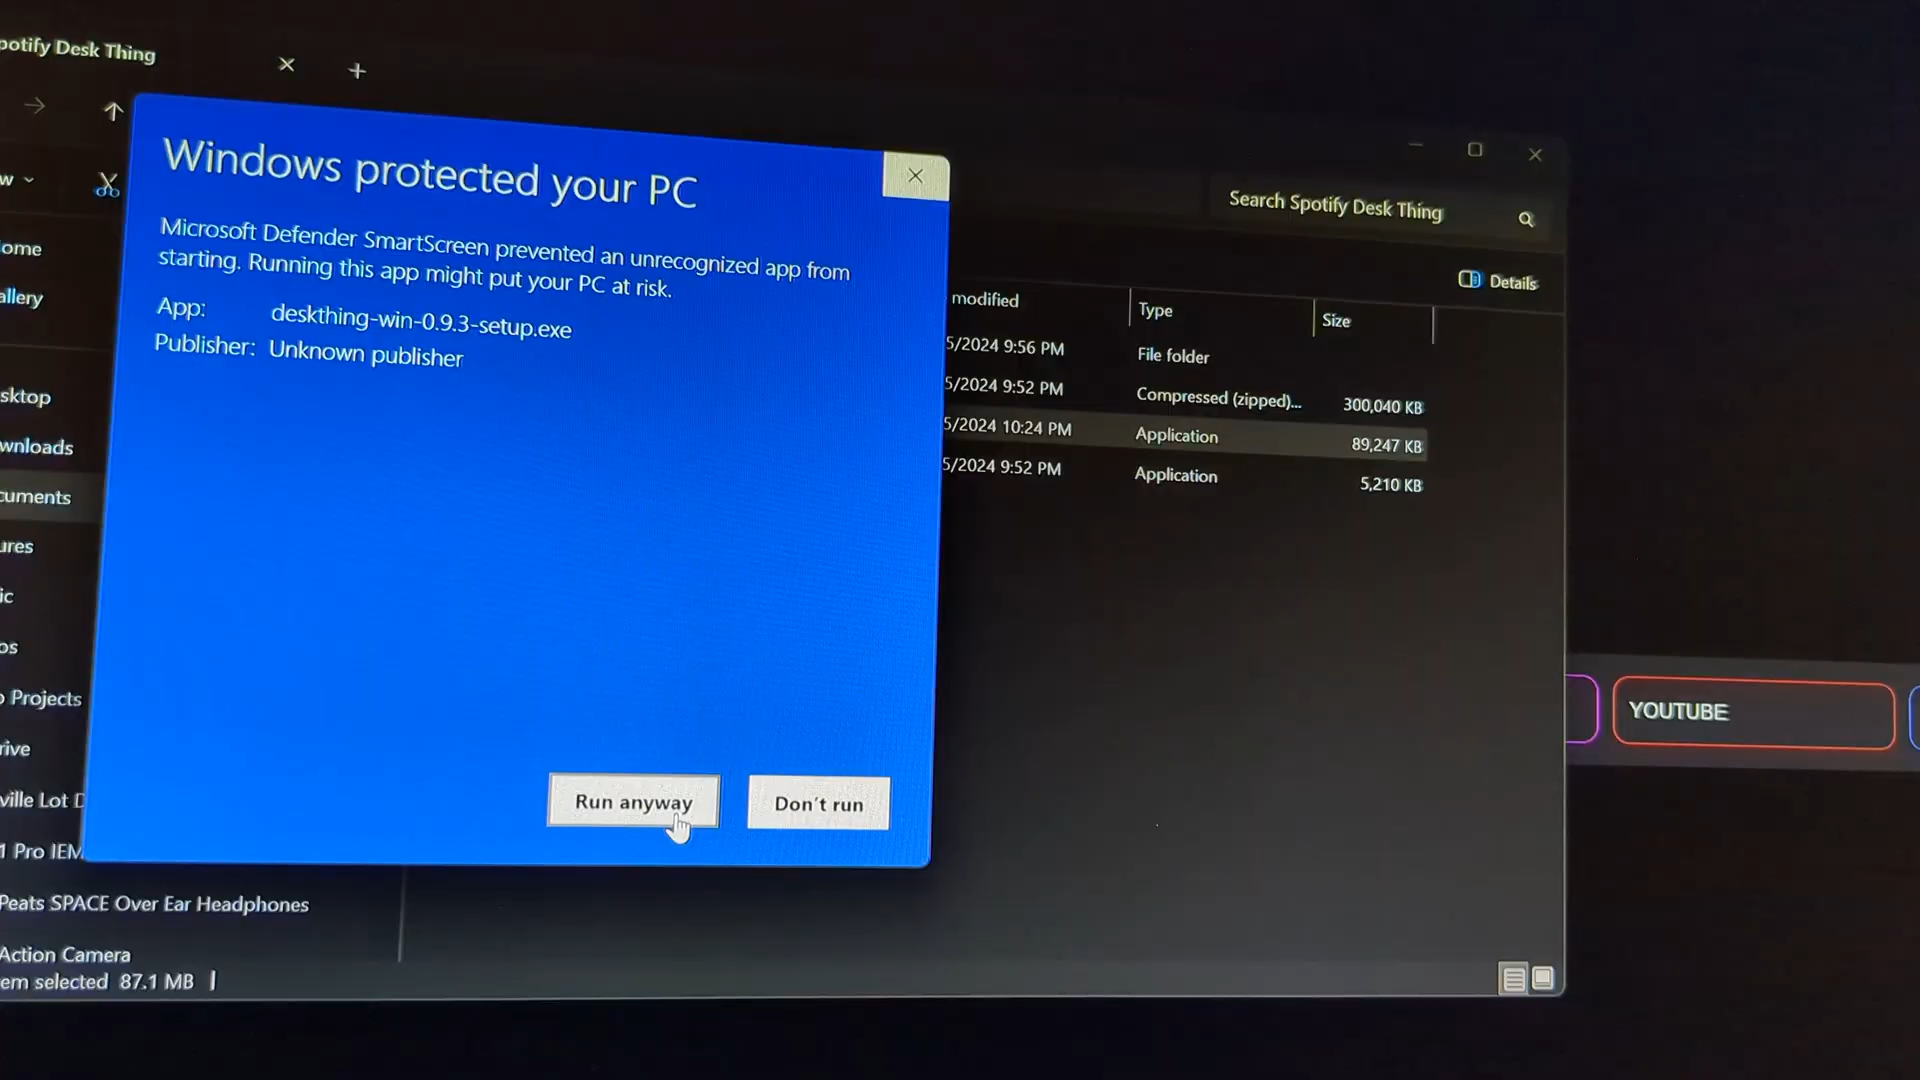 potify Desk Thing
w
Windows protected your PC
Microsoft Defender SmartScreen prevented an unrecognized app from
starting. Running this app might put your PC at risk.
App: deskthing-win-0.9.3-setup.exe
Publisher: Unknown publisher
Run anyway
Don't run
Search Spotify Desk Thing
Details
modified Type Size
5/2024 9:56 PM File folder
5/2024 9:52 PM Compressed (zipped)... 300,040 KB
5/2024 10:24 PM Application 89,247 KB
5/2024 9:52 PM Application 5,210 KB
ome
allery
sktop
wnloads
cuments
ures
ic
os
o Projects
rive
ville Lot D
1 Pro IEM
Peats SPACE Over Ear Headphones
Action Camera
em selected 87.1 MB
YOUTUBE